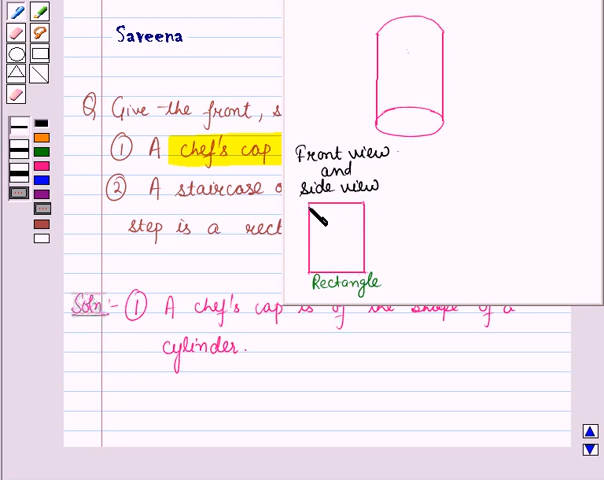 Saveena
Q Give the front, s
① A chef's cap
② A staircase o
step is a rect
Front view
and
side view
Rectangle
Soln:- ① A chef's cap is of the shape of a
cylinder.